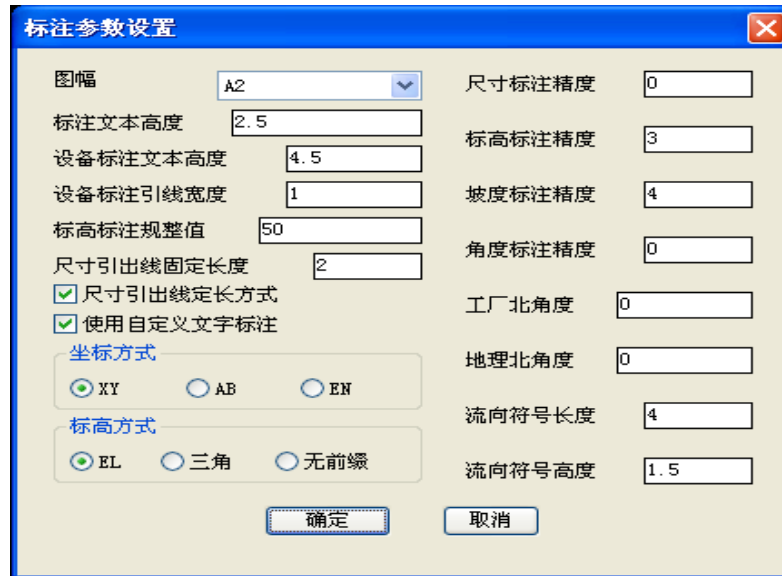 标注参数设置
图幅 A2
标注文本高度 2.5
设备标注文本高度 4.5
设备标注引线宽度 1
标高标注规整值 50
尺寸引出线固定长度 2
尺寸引出线定长方式
使用自定义文字标注
坐标方式
XY AB EN
标高方式
EL 三角 无前缀
尺寸标注精度 0
标高标注精度 3
坡度标注精度 4
角度标注精度 0
工厂北角度 0
地理北角度 0
流向符号长度 4
流向符号高度 1.5
确定 取消